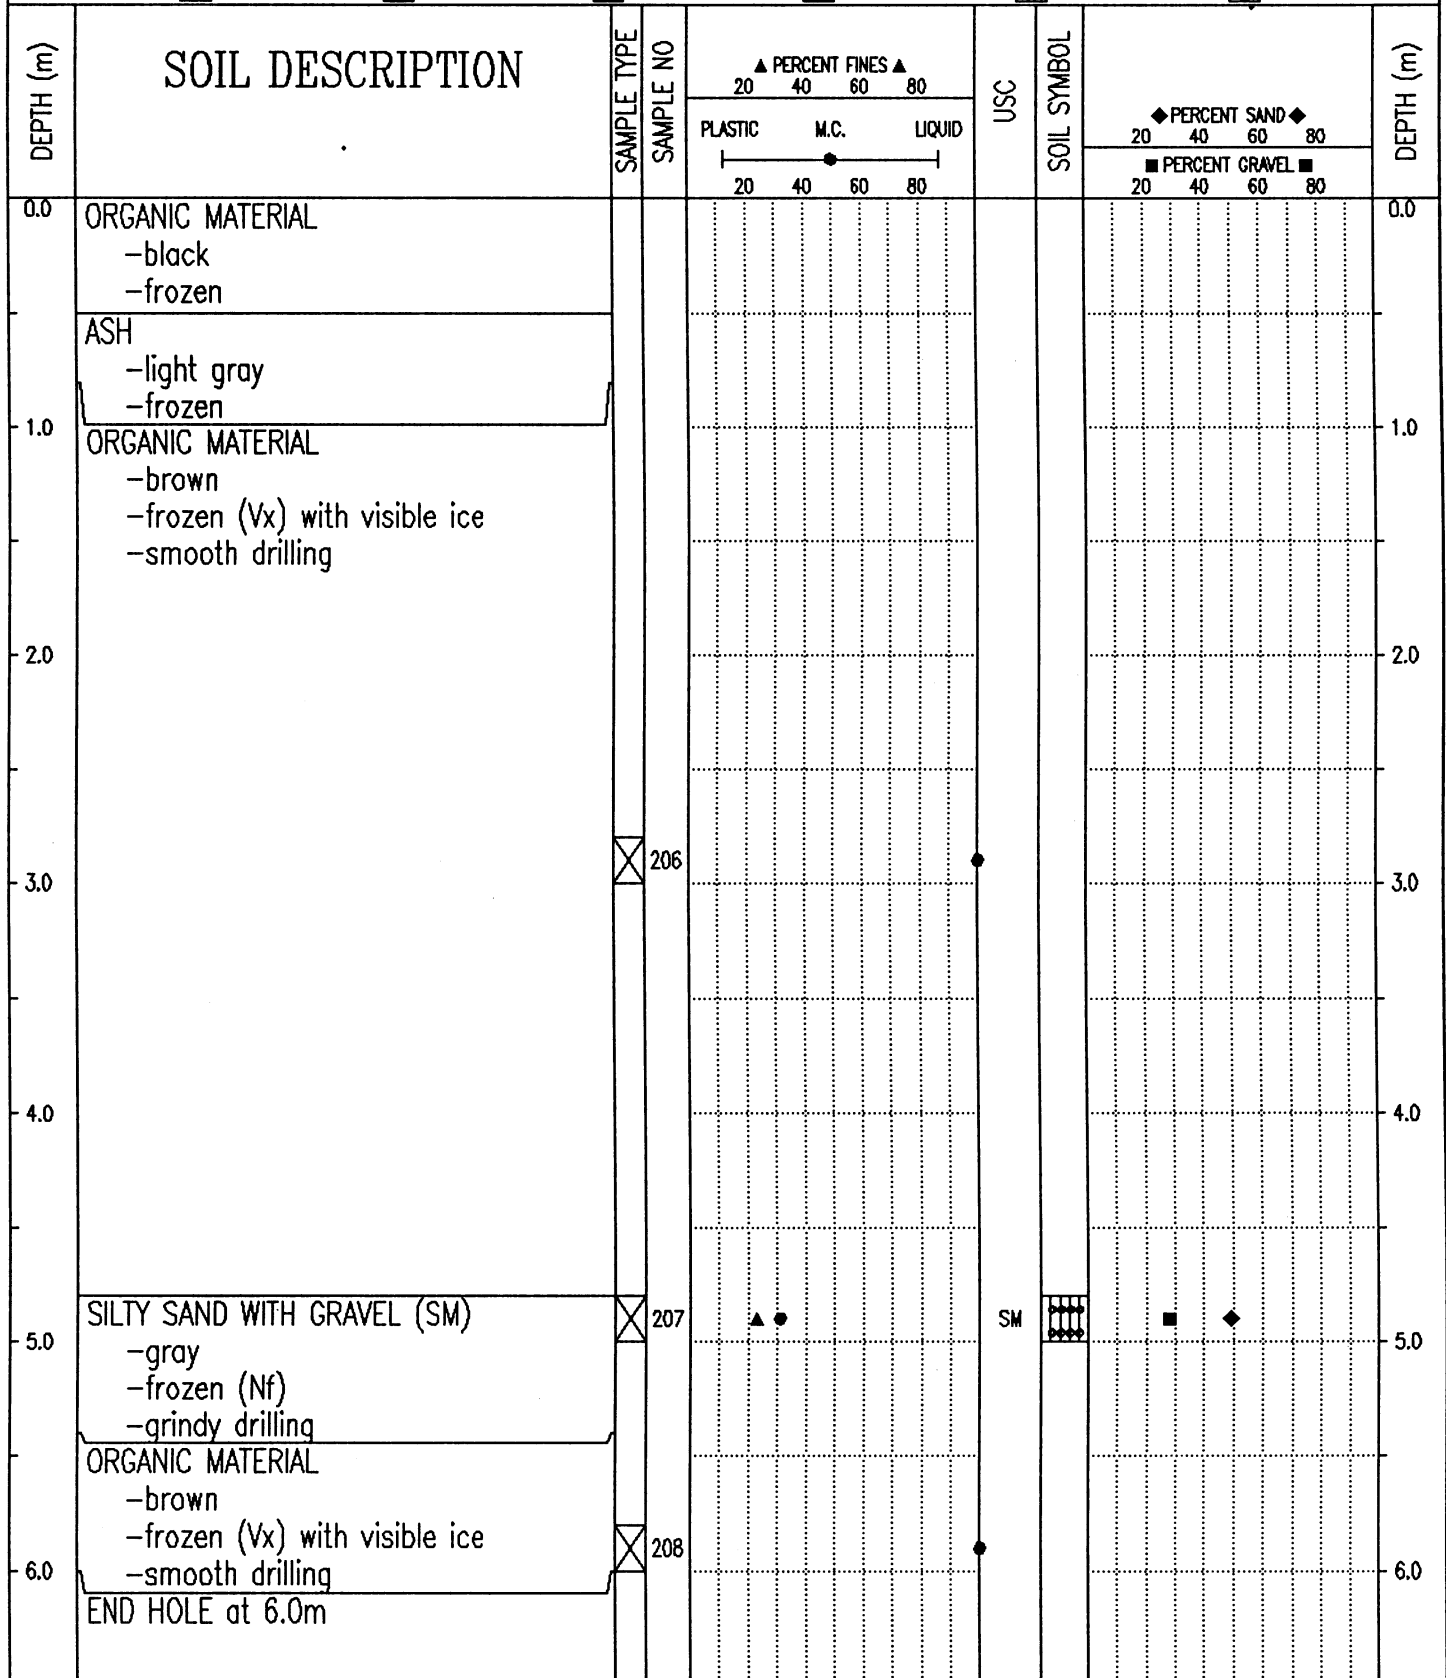 DEPTH (m)
SOIL DESCRIPTION
SAMPLE TYPE
SAMPLE NO
▲ PERCENT FINES ▲
20 40 60 80
PLASTIC M.C. LIQUID
20 40 60 80
USC
SOIL SYMBOL
◆ PERCENT SAND ◆
20 40 60 80
■ PERCENT GRAVEL ■
20 40 60 80
DEPTH (m)
0.0
ORGANIC MATERIAL
0.0
-black
-frozen
ASH
-light gray
-frozen
1.0
1.0
ORGANIC MATERIAL
-brown
-frozen (Vx) with visible ice
-smooth drilling
2.0
2.0
206
3.0
3.0
4.0
4.0
SILTY SAND WITH GRAVEL (SM)
207
SM
5.0
5.0
-gray
-frozen (Nf)
-grindy drilling
ORGANIC MATERIAL
-brown
-frozen (Vx) with visible ice
208
6.0
6.0
-smooth drilling
END HOLE at 6.0m